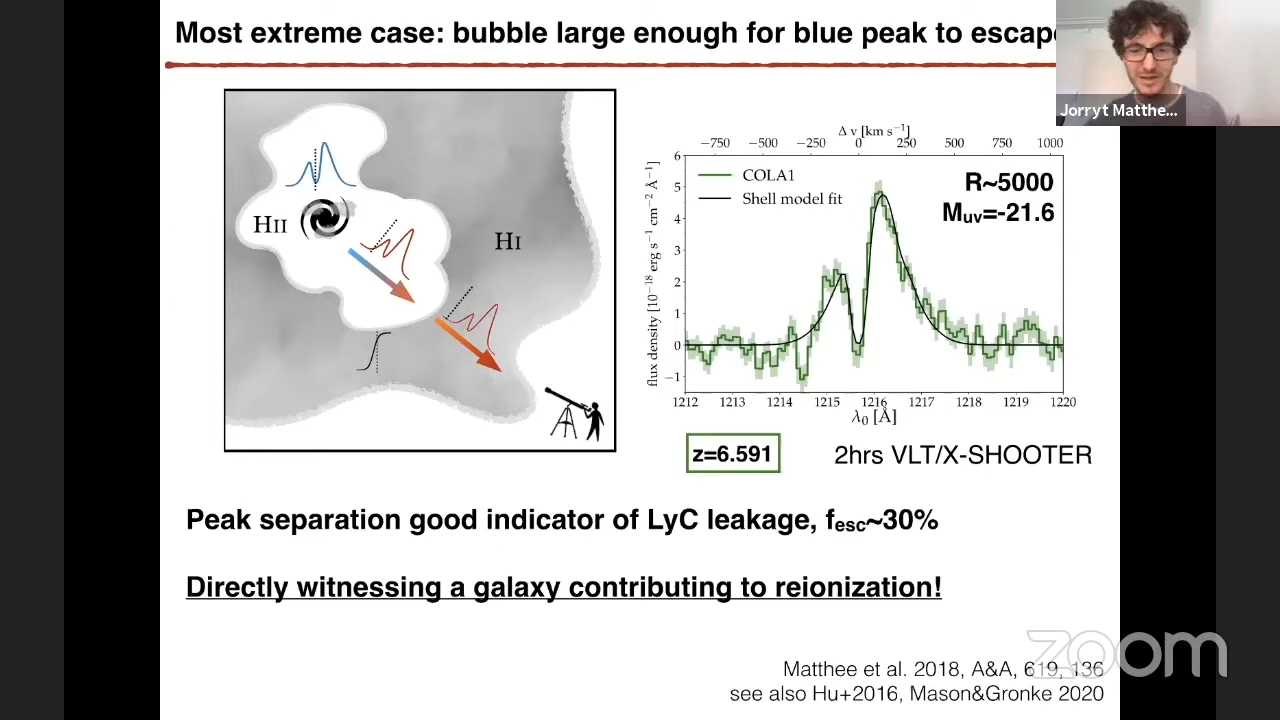 Most extreme case: bubble large enough for blue peak to escape
Jorryt Matthe...
HII
HI
Δ v [km s⁻¹]
−750 −500 −250 0 250 500 750 1000
6
5
4
3
2
1
0
−1
flux density [10⁻¹⁸ erg s⁻¹ cm⁻² Å⁻¹]
COLA1
Shell model fit
R~5000
Muv=-21.6
1212 1213 1214 1215 1216 1217 1218 1219 1220
λ₀ [Å]
z=6.591
2hrs VLT/X-SHOOTER
Peak separation good indicator of LyC leakage, fesc~30%
Directly witnessing a galaxy contributing to reionization!
zoom
Matthee et al. 2018, A&A, 619, 136
see also Hu+2016, Mason&Gronke 2020